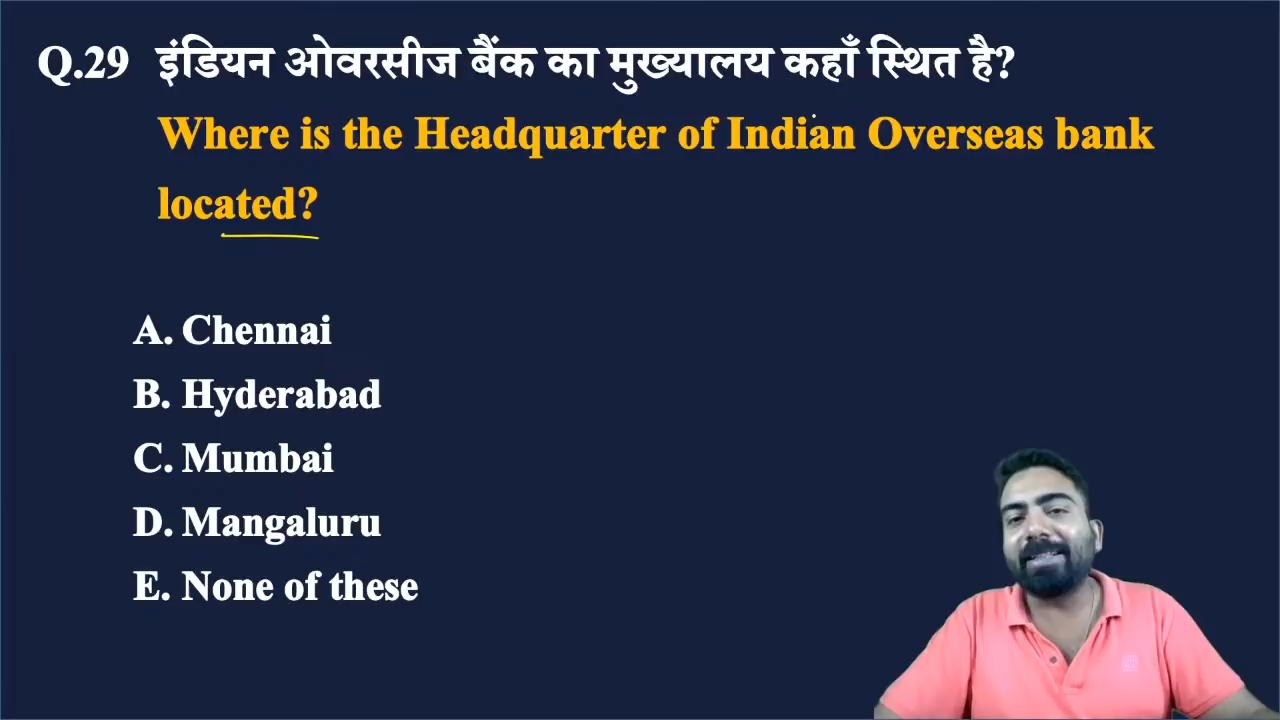 Q.29 इंडियन ओवरसीज बैंक का मुख्यालय कहाँ स्थित है?
Where is the Headquarter of Indian Overseas bank
located?
A. Chennai
B. Hyderabad
C. Mumbai
D. Mangaluru
E. None of these